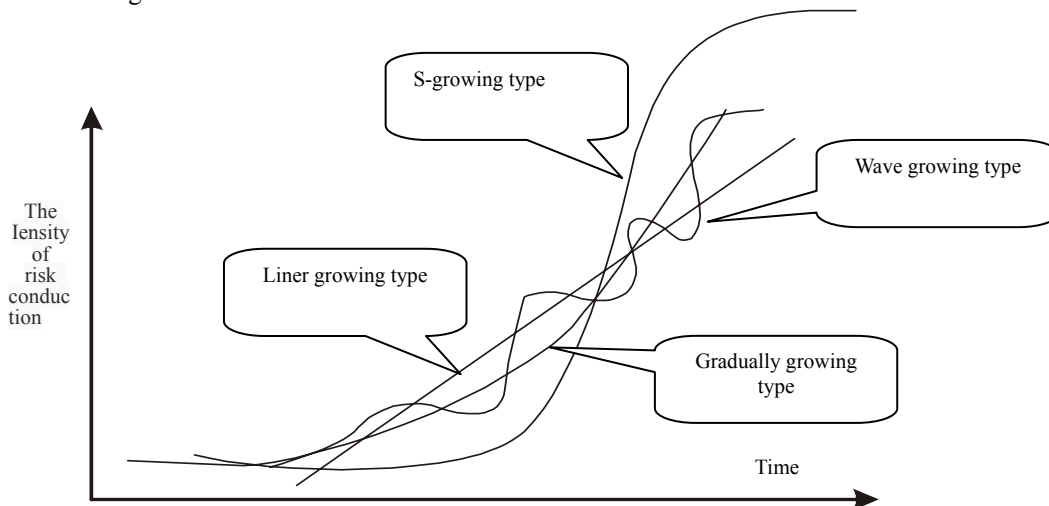 S-growing type
Wave growing type
The
Iensity
of
risk
conduc
tion
Liner growing type
Gradually growing
type
Time